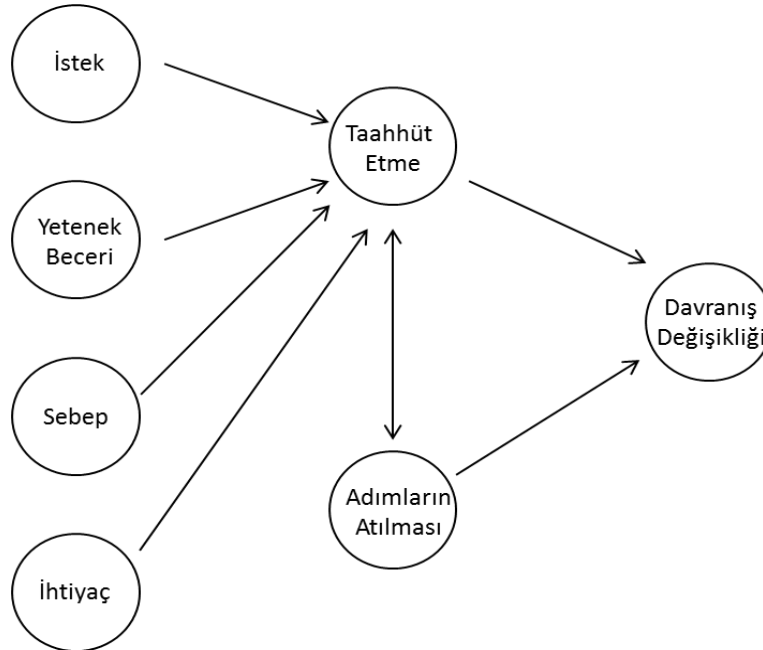 İstek
Taahhüt
Etme
Yetenek
Beceri
Davranış
Değişikliği
Sebep
Adımların
Atılması
İhtiyaç